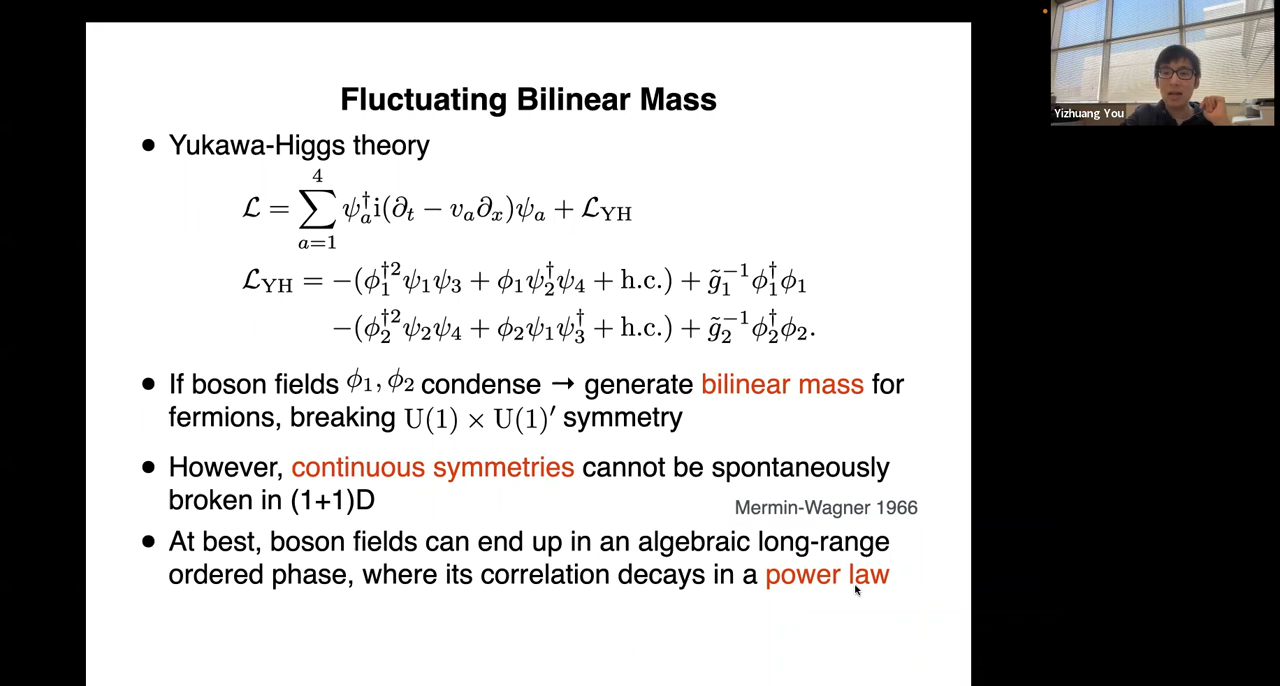 Fluctuating Bilinear Mass
● Yukawa-Higgs theory
ℒ = ∑_{a=1}^{4} ψ_a^† i(∂_t − v_a∂_x)ψ_a + ℒ_YH
ℒ_YH = −(ϕ_1^{†2}ψ_1ψ_3 + ϕ_1ψ_2^†ψ_4 + h.c.) + g̃_1^{−1}ϕ_1^†ϕ_1
−(ϕ_2^{†2}ψ_2ψ_4 + ϕ_2ψ_1ψ_3^† + h.c.) + g̃_2^{−1}ϕ_2^†ϕ_2.
● If boson fields ϕ_1, ϕ_2 condense → generate bilinear mass for
fermions, breaking U(1) × U(1)′ symmetry
● However, continuous symmetries cannot be spontaneously
broken in (1+1)D
Mermin-Wagner 1966
● At best, boson fields can end up in an algebraic long-range
ordered phase, where its correlation decays in a power law
Yizhuang You